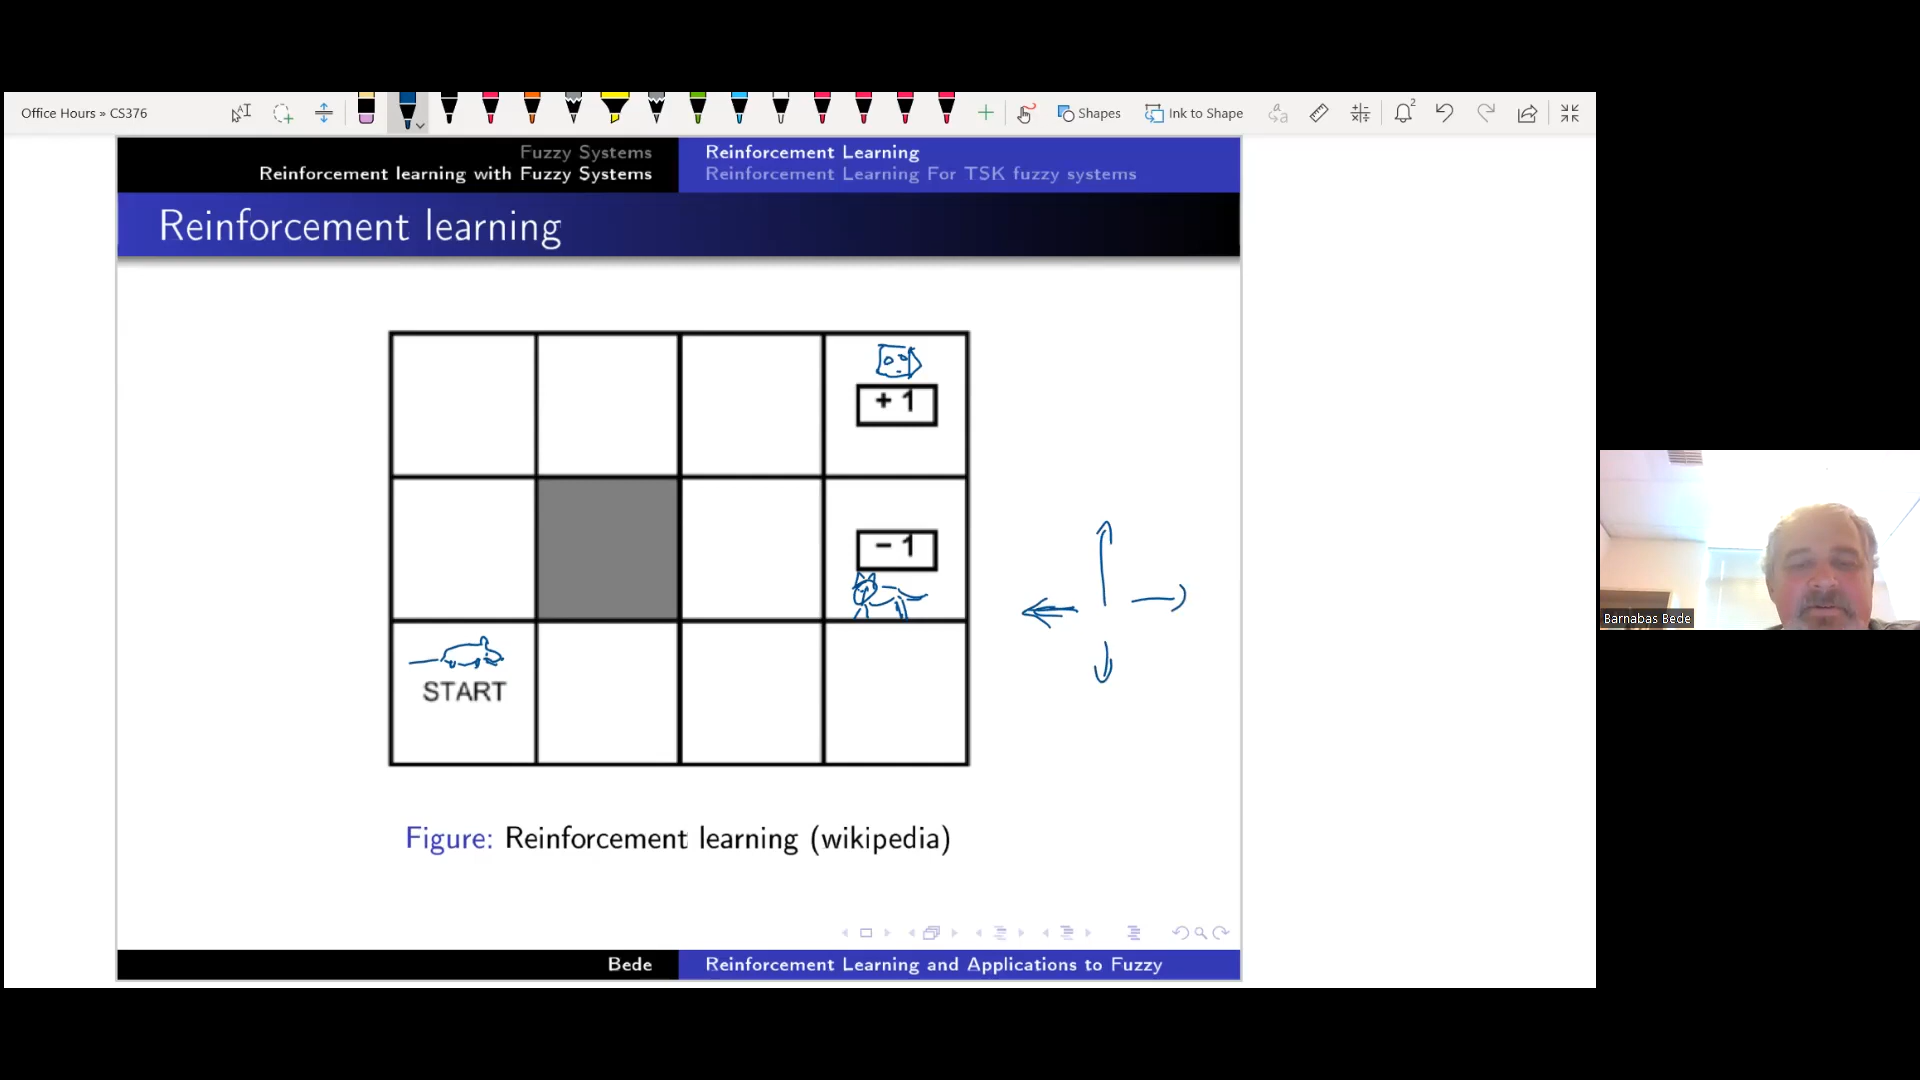 Office Hours » CS376
Shapes
Ink to Shape
2
Fuzzy Systems
Reinforcement learning with Fuzzy Systems
Reinforcement Learning
Reinforcement Learning For TSK fuzzy systems
Reinforcement learning
+ 1
− 1
START
Figure: Reinforcement learning (wikipedia)
Bede
Reinforcement Learning and Applications to Fuzzy
Barnabas Bede